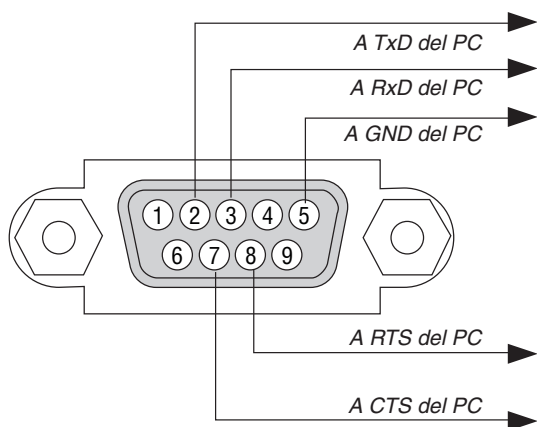 A TxD del PC
A RxD del PC
A GND del PC
1 2 3 4 5
6 7 8 9
A RTS del PC
A CTS del PC